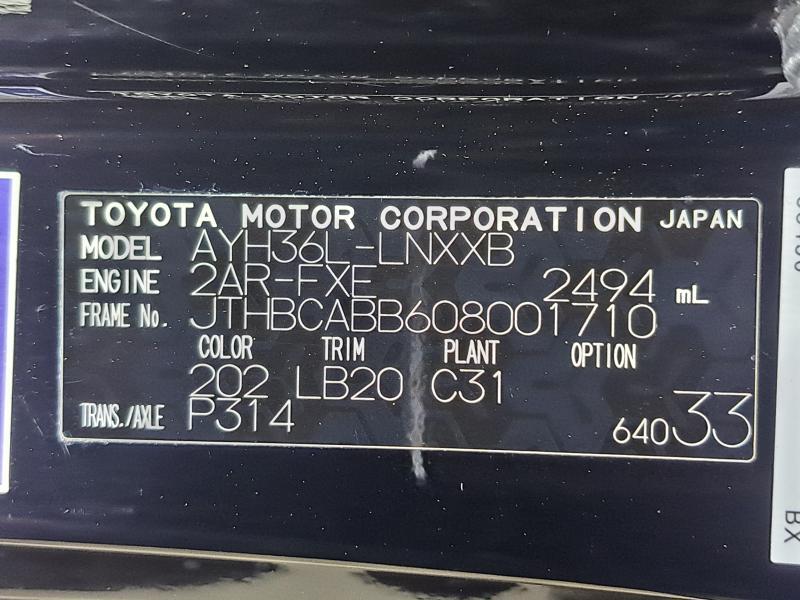 TOYOTA MOTOR CORPORATION JAPAN
MODEL AYH36L-LNXXB
ENGINE 2AR-FXE 2494 mL
FRAME No. JTHBCABB608001710
COLOR TRIM PLANT OPTION
202 LB20 C31
TRANS./AXLE P314
64033
BX